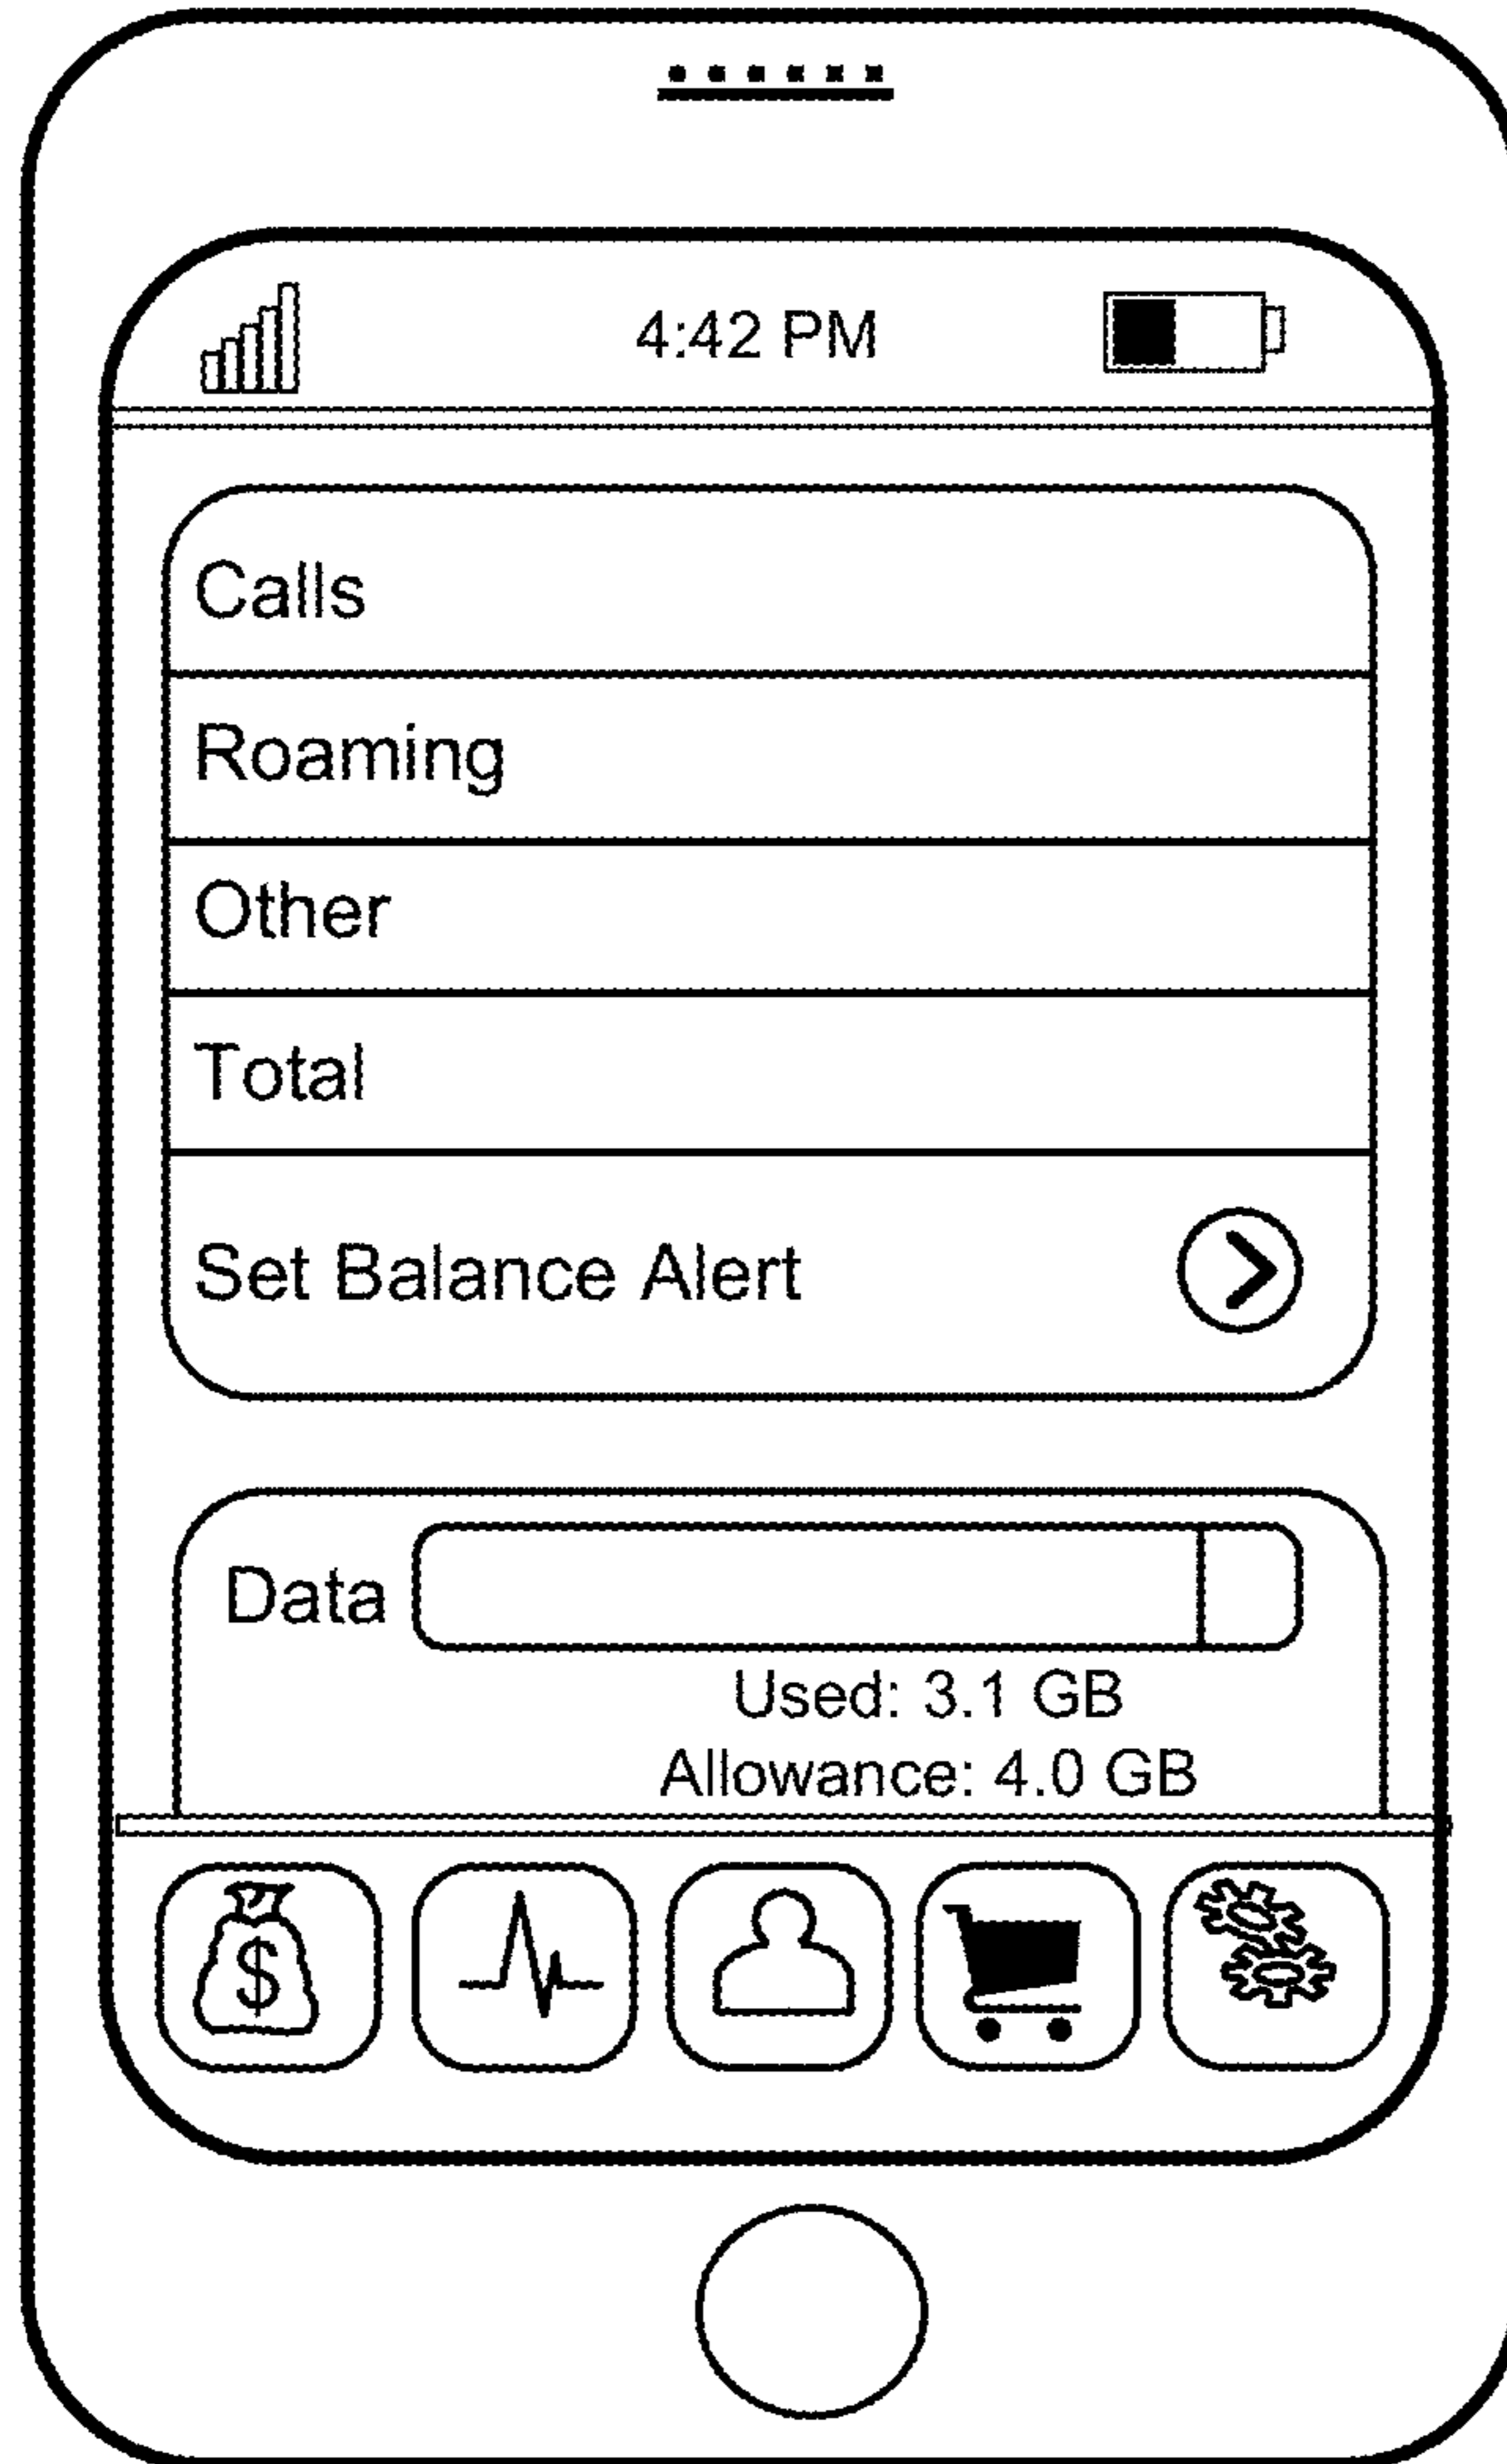 4:42 PM
Calls
Roaming
Other
Total
Set Balance Alert
Data
Used: 3.1 GB
Allowance: 4.0 GB
$